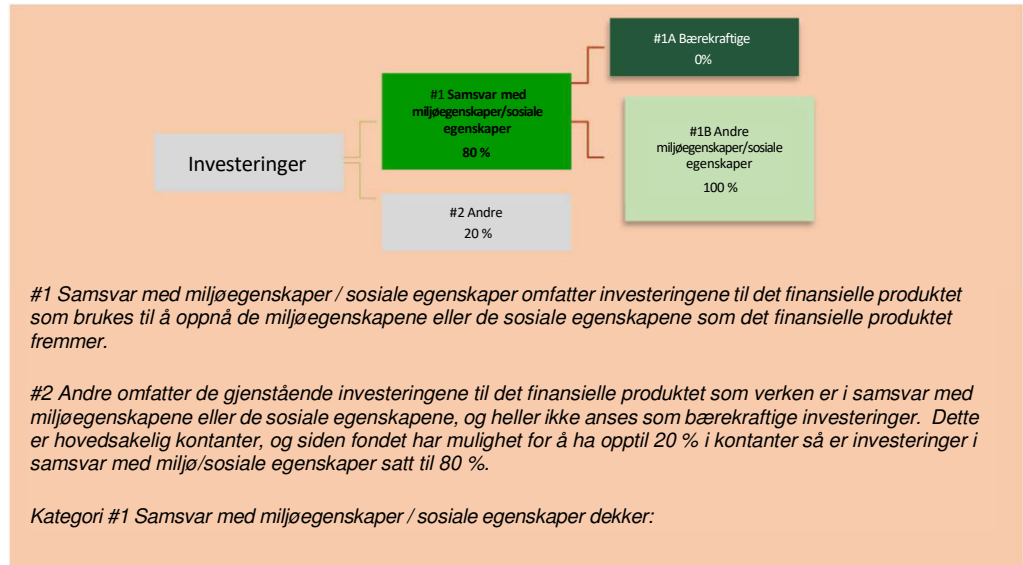 #1A Bærekraftige
0%
#1 Samsvar med
miljøegenskaper/sosiale
egenskaper
80 %
#1B Andre
miljøegenskaper/sosiale
egenskaper
100 %
Investeringer
#2 Andre
20 %
#1 Samsvar med miljøegenskaper / sosiale egenskaper omfatter investeringene til det finansielle produktet
som brukes til å oppnå de miljøegenskapene eller de sosiale egenskapene som det finansielle produktet
fremmer.
#2 Andre omfatter de gjenstående investeringene til det finansielle produktet som verken er i samsvar med
miljøegenskapene eller de sosiale egenskapene, og heller ikke anses som bærekraftige investeringer. Dette
er hovedsakelig kontanter, og siden fondet har mulighet for å ha opptil 20 % i kontanter så er investeringer i
samsvar med miljø/sosiale egenskaper satt til 80 %.
Kategori #1 Samsvar med miljøegenskaper / sosiale egenskaper dekker: